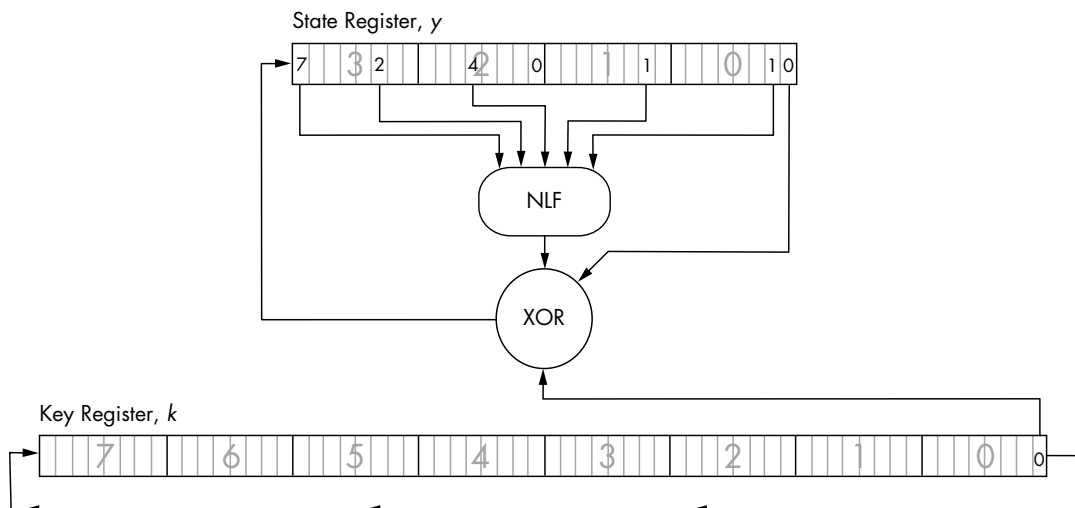 State Register, y
7 3 2 4 2 0 1 1 0 1 0
NLF
XOR
Key Register, k
7 6 5 4 3 2 1 0 0